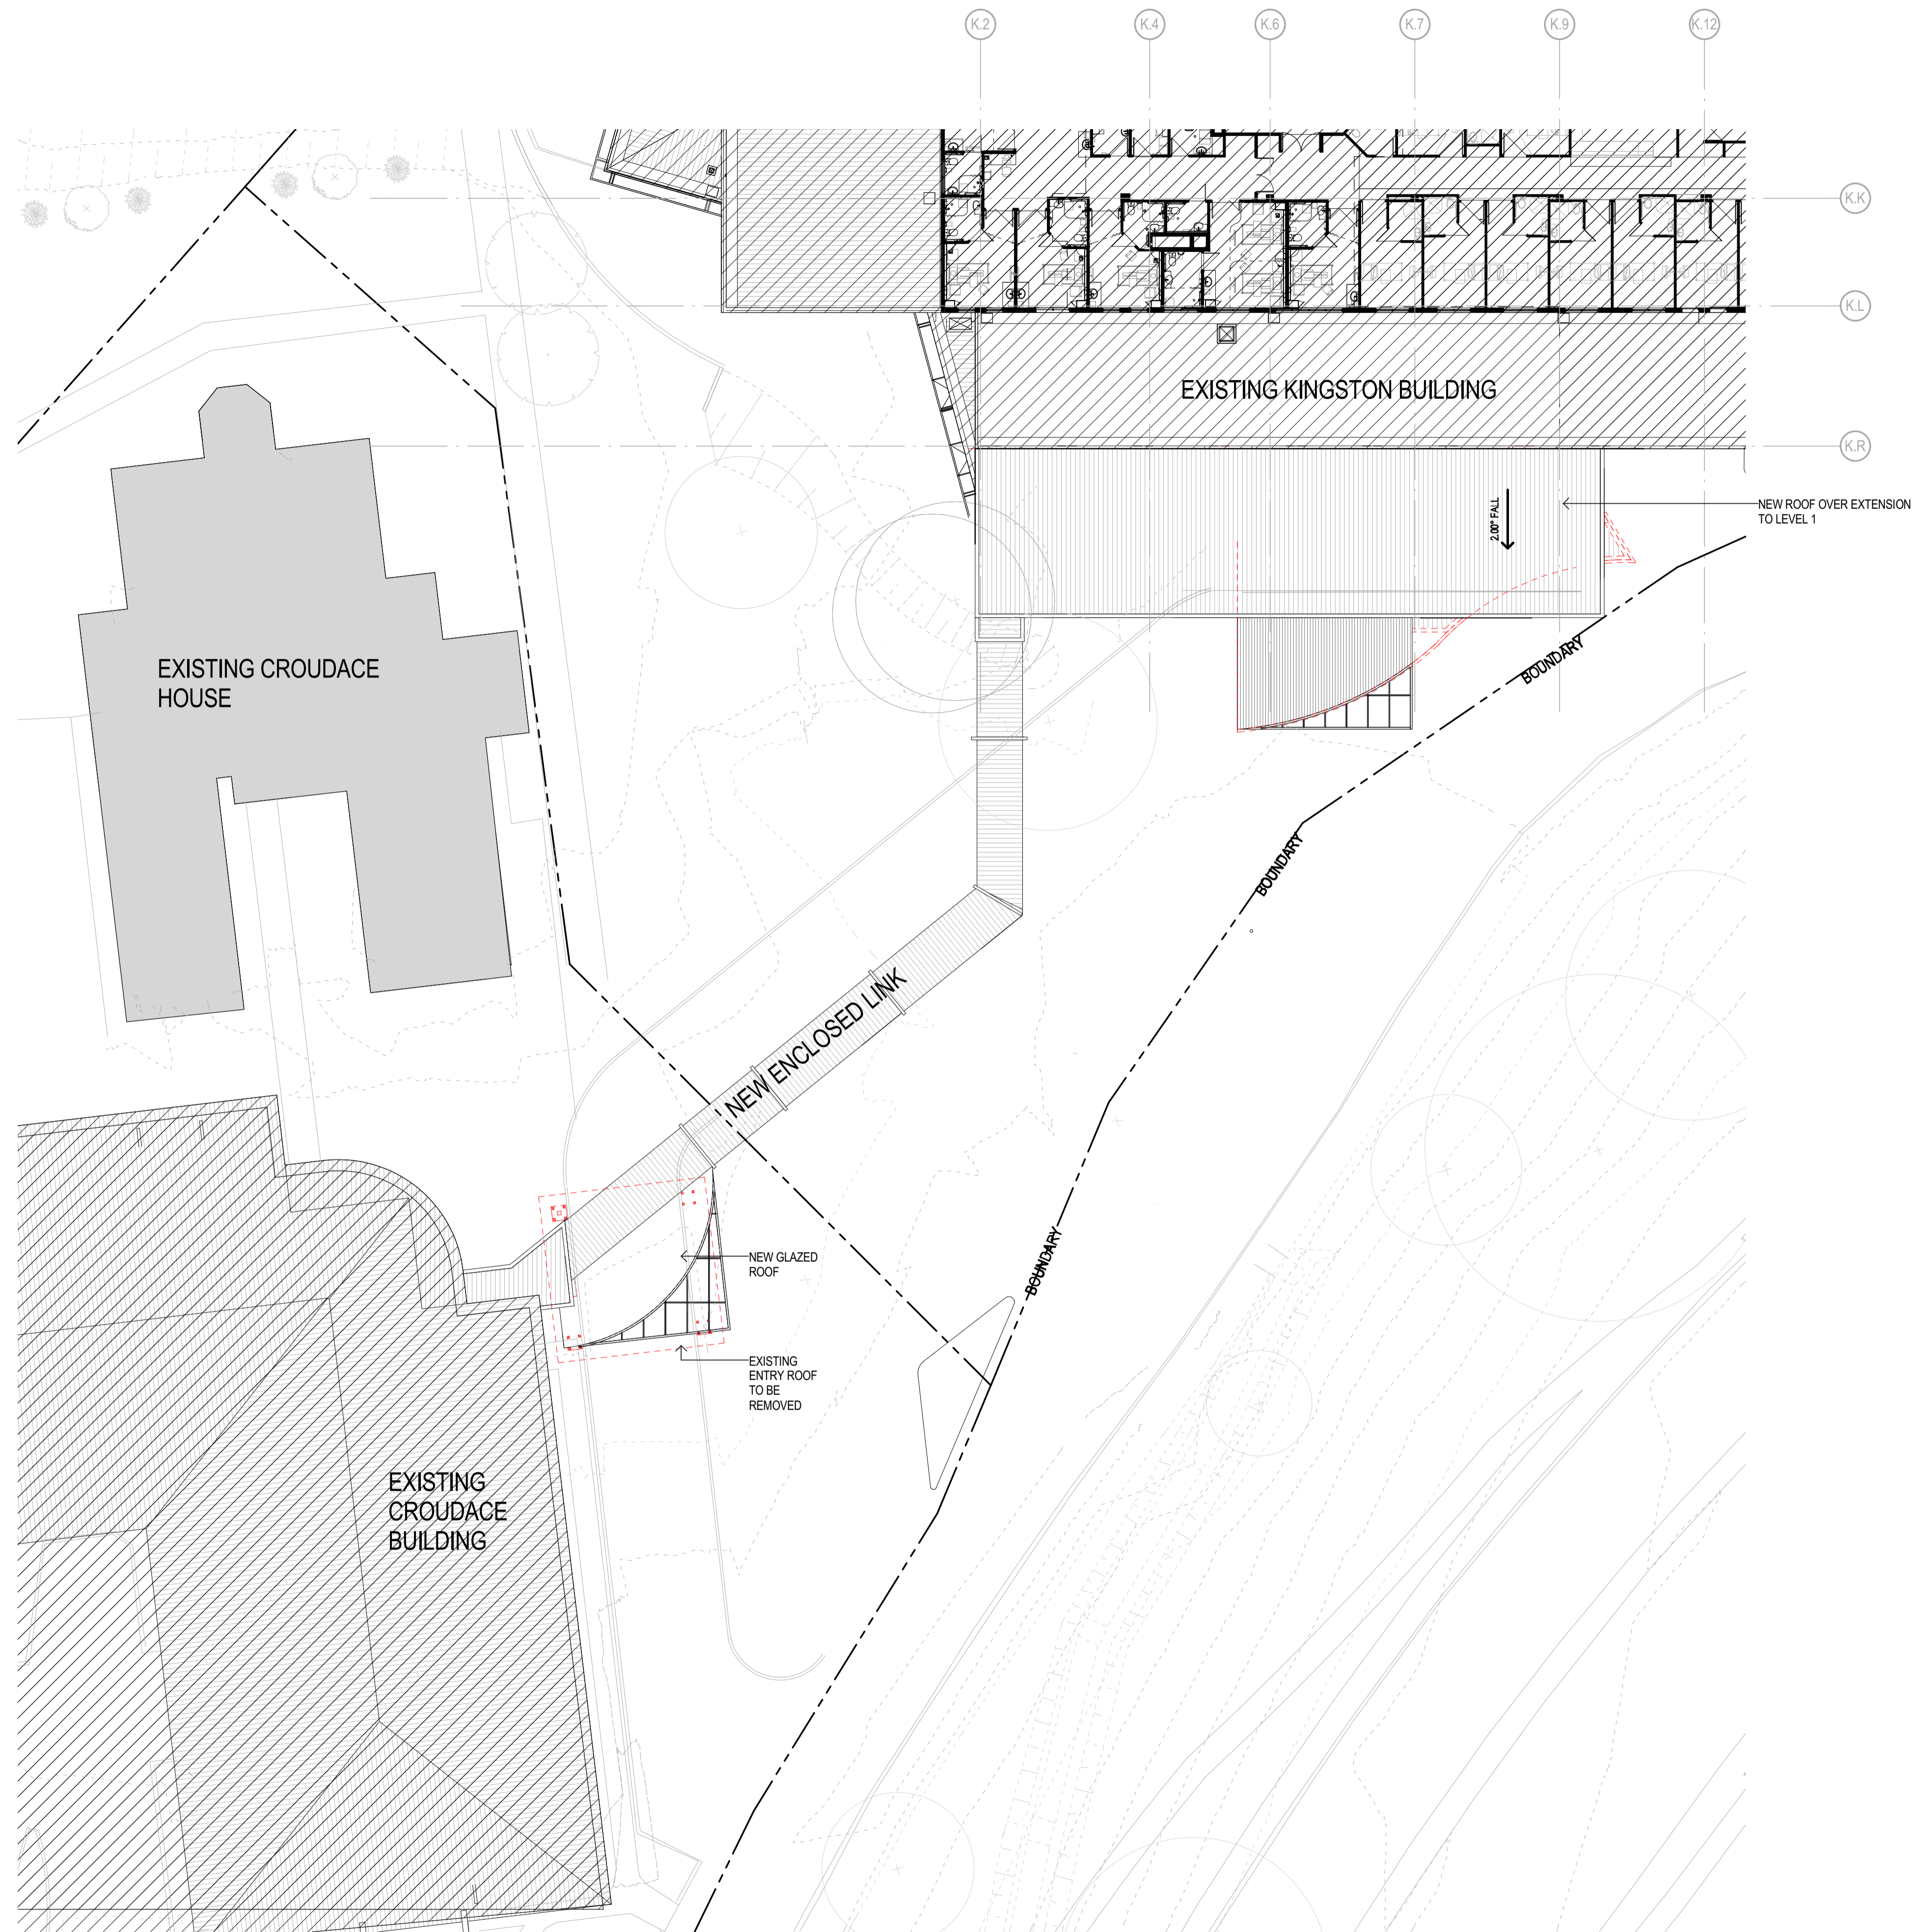 K.2
K.4
K.6
K.7
K.9
K.12
K.K
K.L
EXISTING KINGSTON BUILDING
K.R
2.00° FALL
NEW ROOF OVER EXTENSION
TO LEVEL 1
EXISTING CROUDACE
HOUSE
BOUNDARY
BOUNDARY
NEW ENCLOSED LINK
BOUNDARY
NEW GLAZED
ROOF
EXISTING
ENTRY ROOF
TO BE
REMOVED
EXISTING
CROUDACE
BUILDING